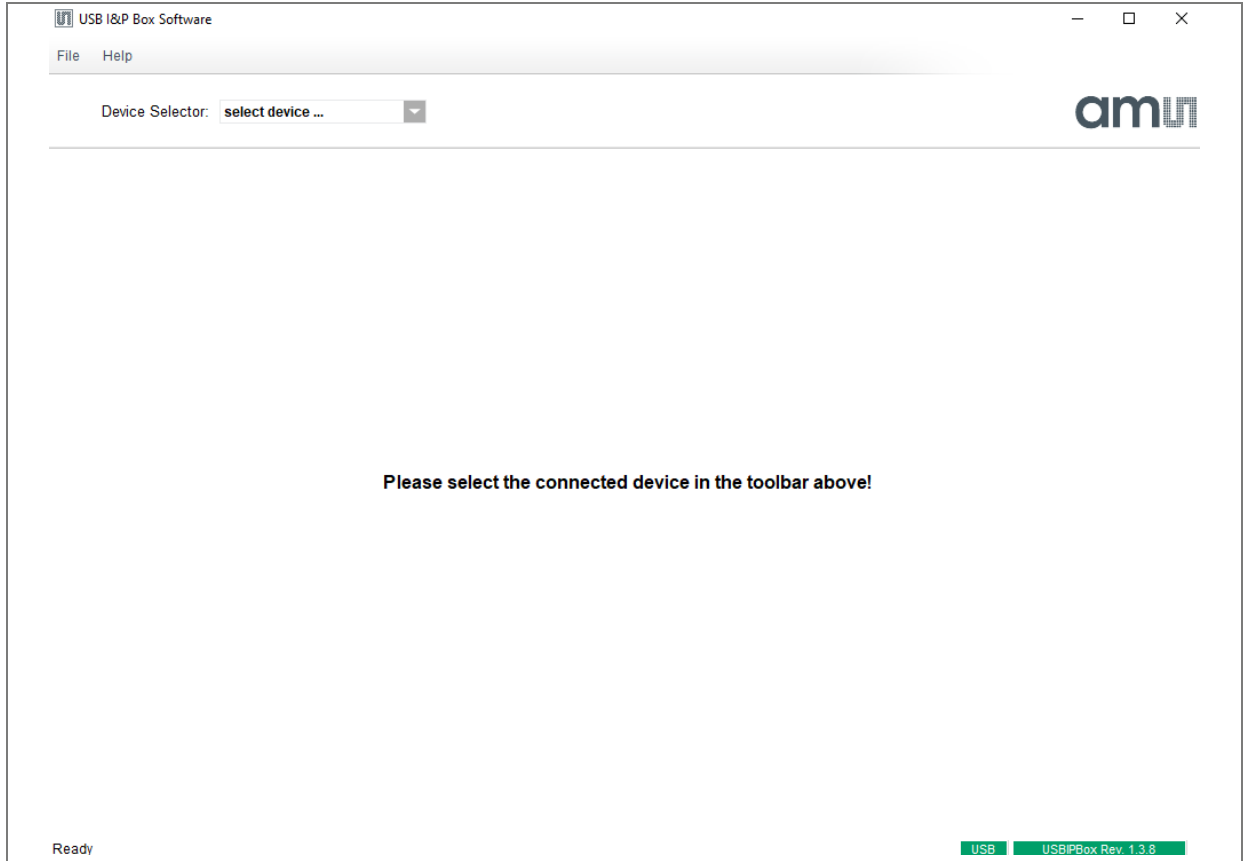 USB I&P Box Software
File Help
Device Selector: select device ...
am
Please select the connected device in the toolbar above!
Ready USB USBIPBox Rev. 1.3.8